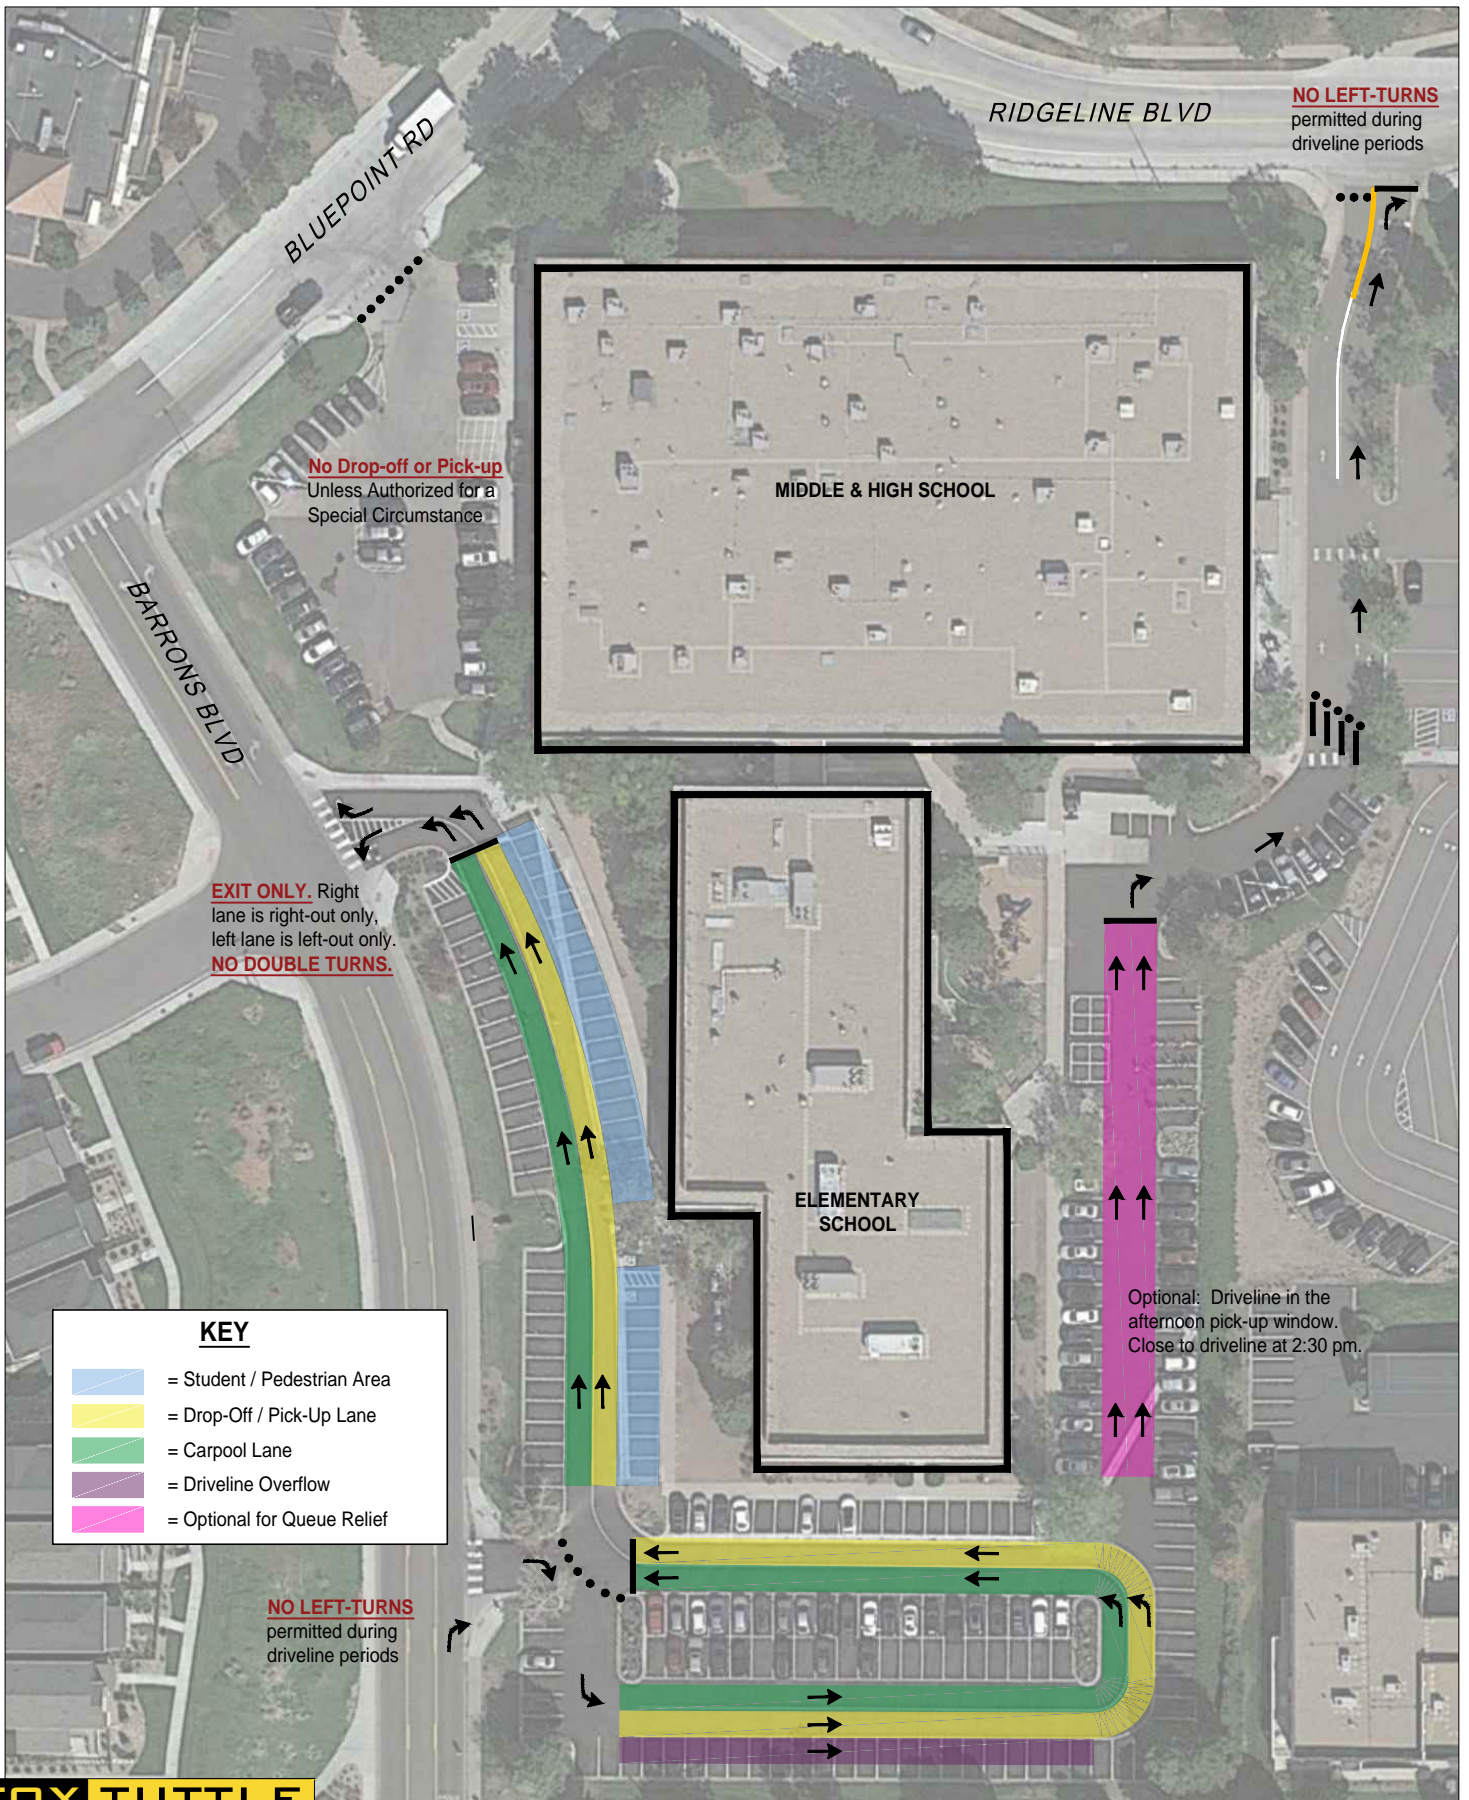 RIDGELINE BLVD
NO LEFT-TURNS
permitted during
driveline periods
BLUEPOINT RD
No Drop-off or Pick-up
Unless Authorized for a
Special Circumstance
MIDDLE & HIGH SCHOOL
BARRONS BLVD
EXIT ONLY. Right
lane is right-out only,
left lane is left-out only.
NO DOUBLE TURNS.
ELEMENTARY
SCHOOL
Optional: Driveline in the
afternoon pick-up window.
Close to driveline at 2:30 pm.
KEY
= Student / Pedestrian Area
= Drop-Off / Pick-Up Lane
= Carpool Lane
= Driveline Overflow
= Optional for Queue Relief
NO LEFT-TURNS
permitted during
driveline periods
FOX TUTTLE